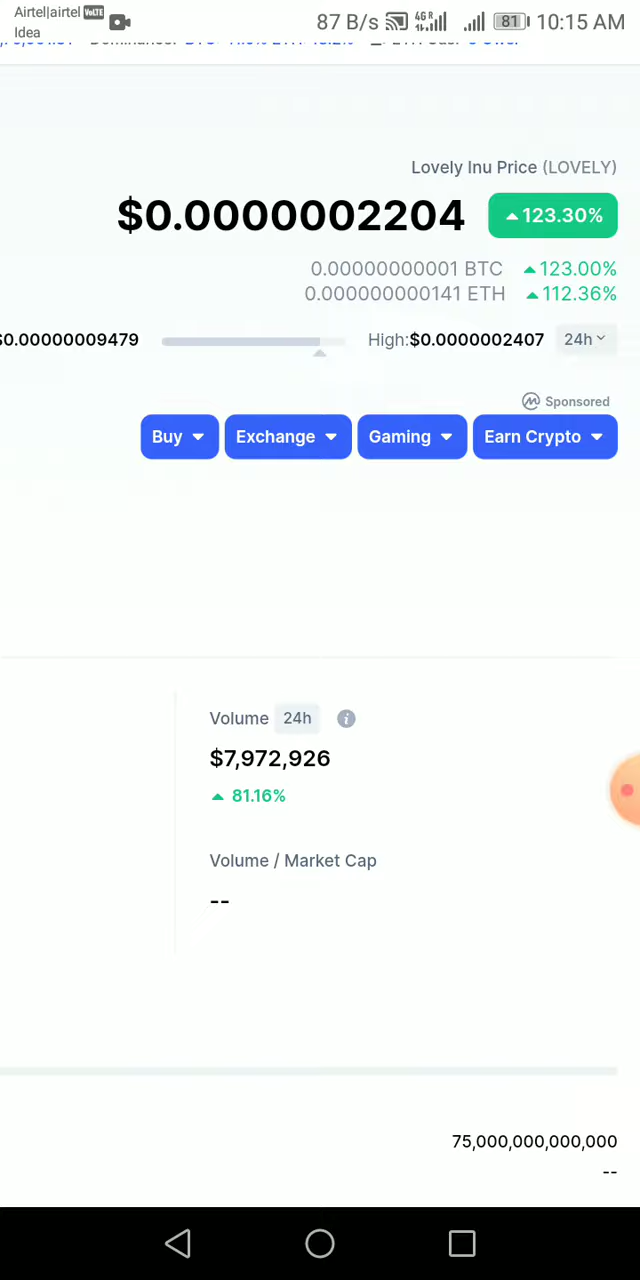 Airtel|airtel VoLTE
Idea
87 B/s 4G R 81 10:15 AM
Lovely Inu Price (LOVELY)
$0.0000002204 123.30%
0.00000000001 BTC 123.00%
0.000000000141 ETH 112.36%
$0.00000009479 High:$0.0000002407 24h
Sponsored
Buy Exchange Gaming Earn Crypto
Volume 24h
$7,972,926
81.16%
Volume / Market Cap
--
75,000,000,000,000
--